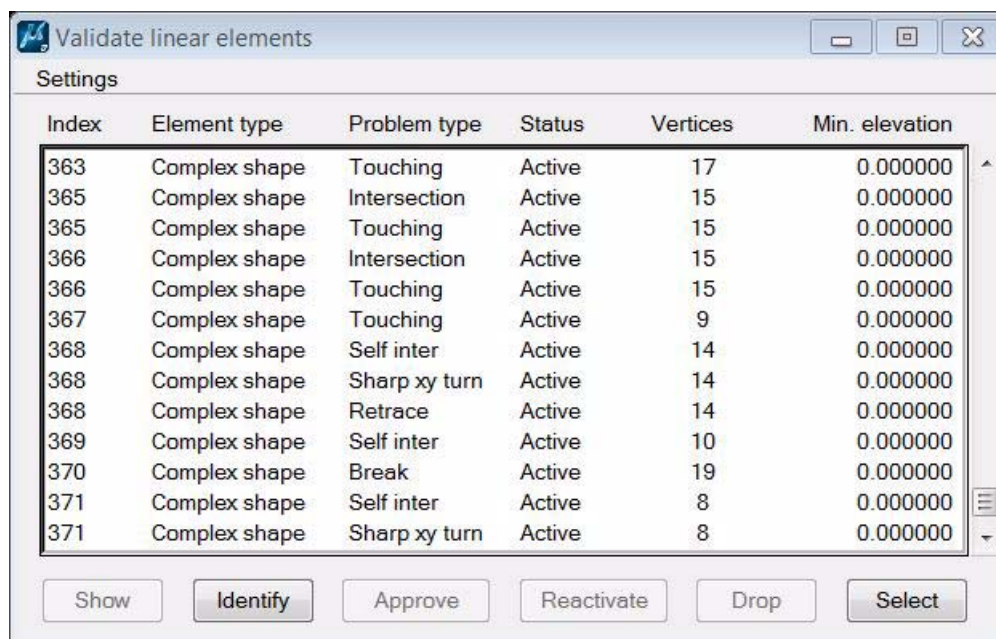 Validate linear elements
Settings
Index Element type Problem type Status Vertices Min. elevation
363 Complex shape Touching Active 17 0.000000
365 Complex shape Intersection Active 15 0.000000
365 Complex shape Touching Active 15 0.000000
366 Complex shape Intersection Active 15 0.000000
366 Complex shape Touching Active 15 0.000000
367 Complex shape Touching Active 9 0.000000
368 Complex shape Self inter Active 14 0.000000
368 Complex shape Sharp xy turn Active 14 0.000000
368 Complex shape Retrace Active 14 0.000000
369 Complex shape Self inter Active 10 0.000000
370 Complex shape Break Active 19 0.000000
371 Complex shape Self inter Active 8 0.000000
371 Complex shape Sharp xy turn Active 8 0.000000
Show Identify Approve Reactivate Drop Select